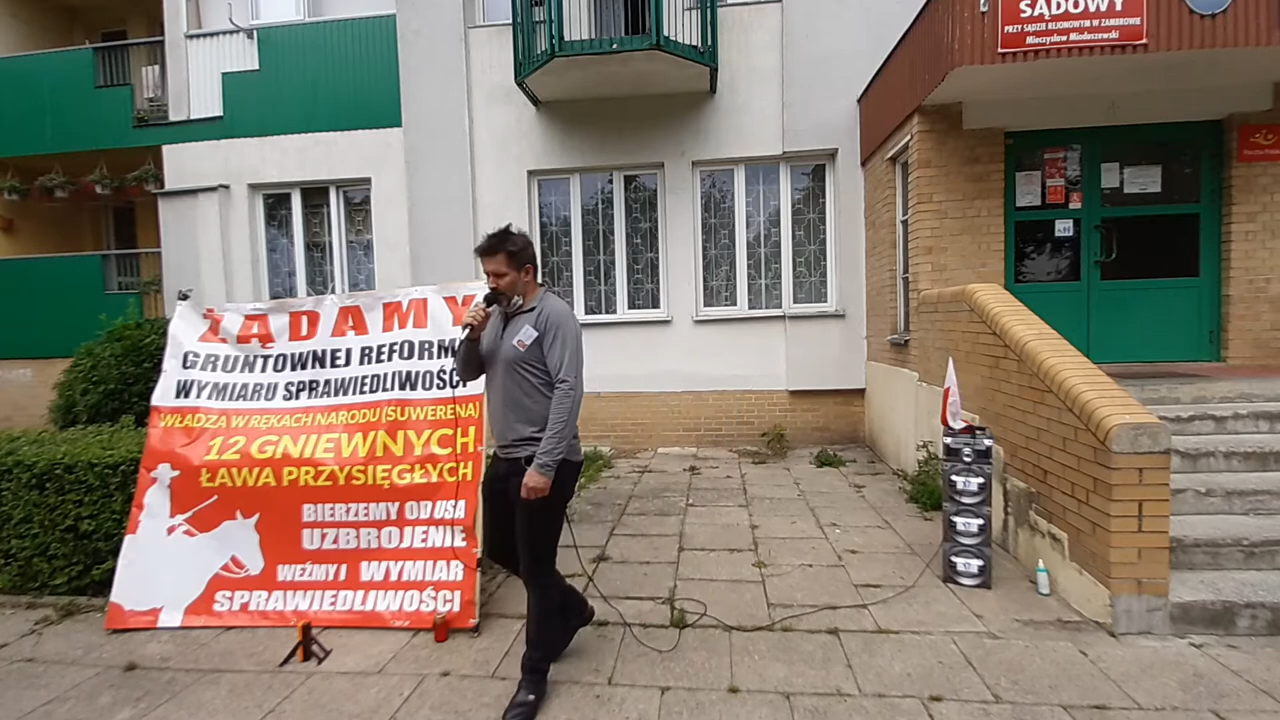 SĄDOWY
PRZY SĄDZIE REJONOWYM W ZAMBROWIE
Mieczysław Miodoszewski
ŻĄDAMY
GRUNTOWNEJ REFORMY
WYMIARU SPRAWIEDLIWOŚCI
WŁADZA W RĘKACH NARODU (SUWERENA)
12 GNIEWNYCH
ŁAWA PRZYSIĘGŁYCH
BIERZEMY OD USA
UZBROJENIE
WEŹMY I WYMIAR
SPRAWIEDLIWOŚCI